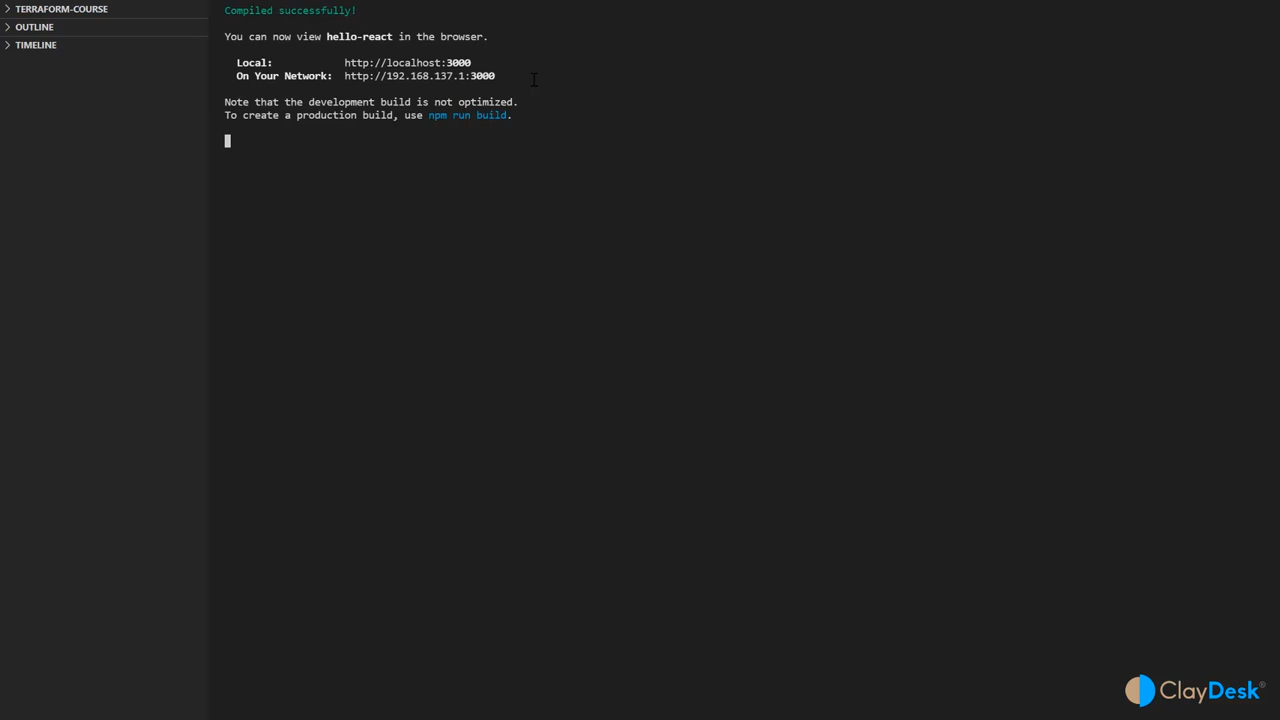 TERRAFORM-COURSE
OUTLINE
TIMELINE
Compiled successfully!
You can now view hello-react in the browser.
Local: http://localhost:3000
On Your Network: http://192.168.137.1:3000
Note that the development build is not optimized.
To create a production build, use npm run build.
ClayDesk®